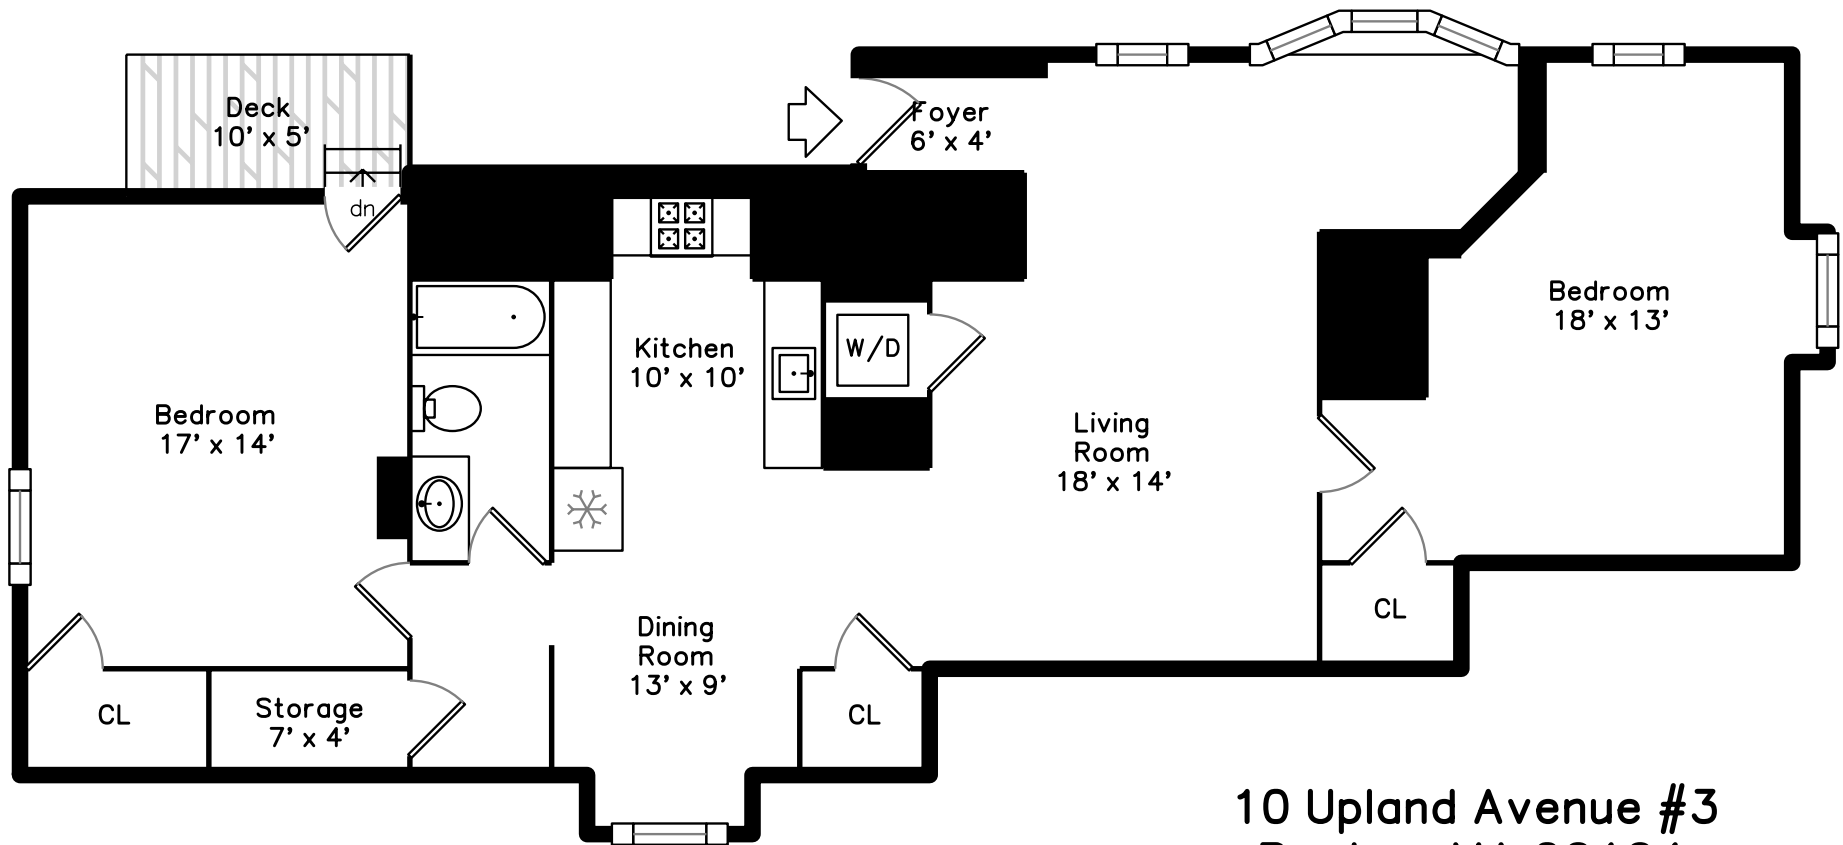 Deck
10' x 5'
Foyer
6' x 4'
dn
Bedroom
18' x 13'
Kitchen
10' x 10'
W/D
Bedroom
17' x 14'
Living
Room
18' x 14'
CL
Dining
Room
13' x 9'
CL
Storage
7' x 4'
CL
10 Upland Avenue #3